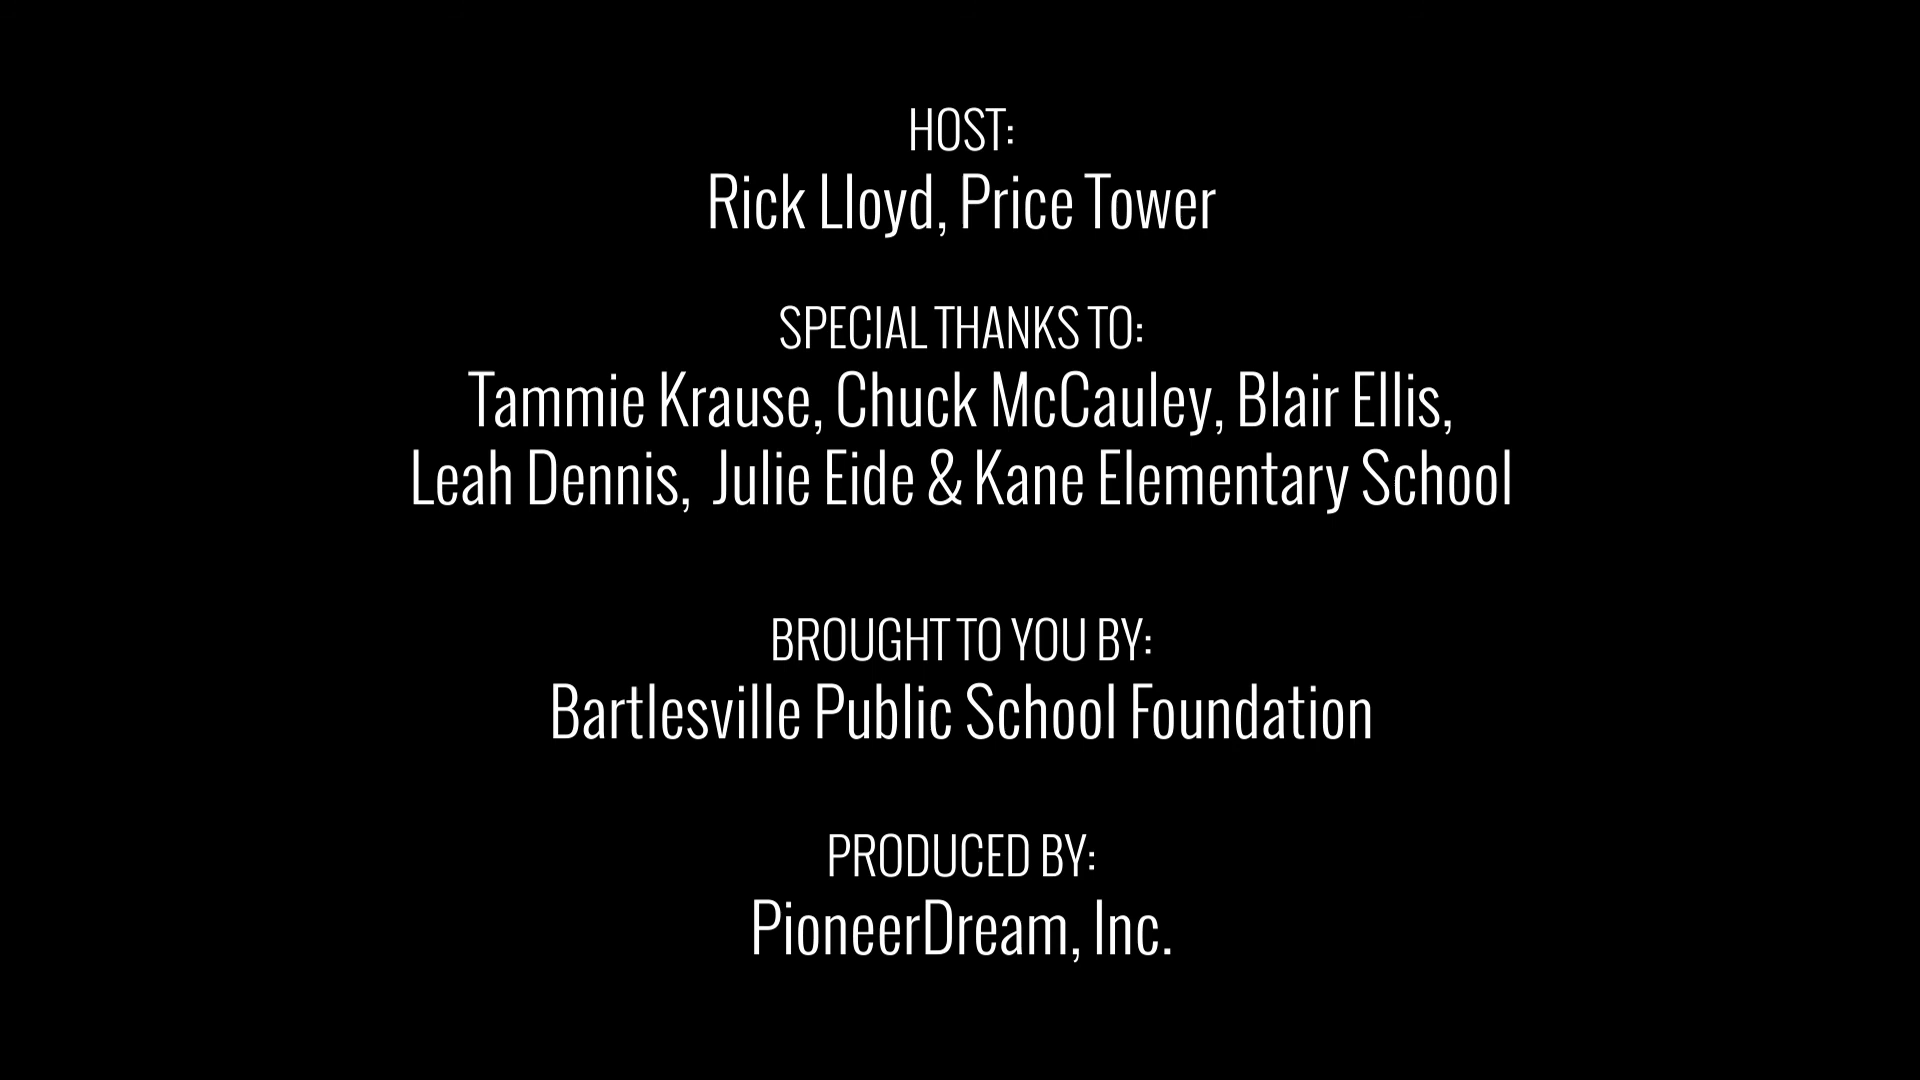 HOST:
Rick Lloyd, Price Tower
SPECIAL THANKS TO:
Tammie Krause, Chuck McCauley, Blair Ellis,
Leah Dennis, Julie Eide & Kane Elementary School
BROUGHT TO YOU BY:
Bartlesville Public School Foundation
PRODUCED BY:
PioneerDream, Inc.